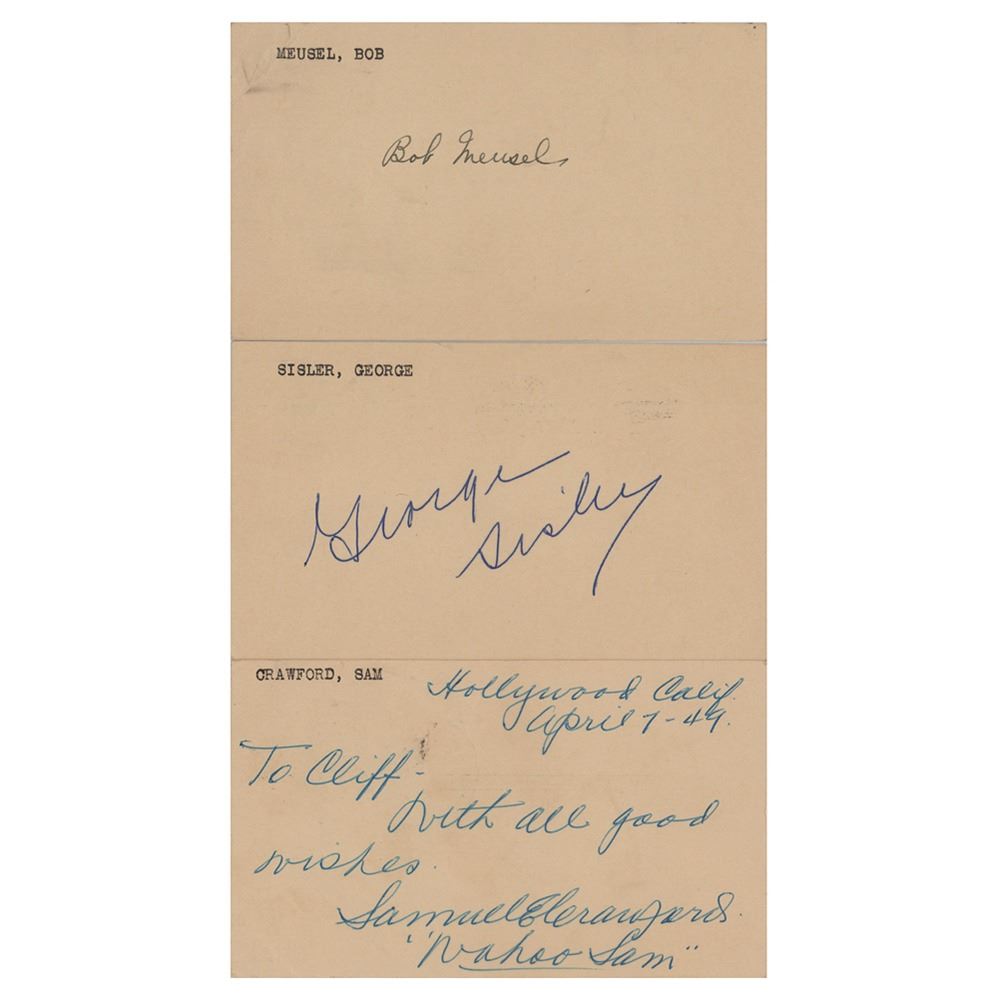 MEUSEL, BOB
Bob Meusel
SISLER, GEORGE
George
Sisler
CRAWFORD, SAM
Hollywood Calif.
April 7-49.
To Cliff-
With all good
wishes.
Samuel E Crawford.
"Wahoo Sam"